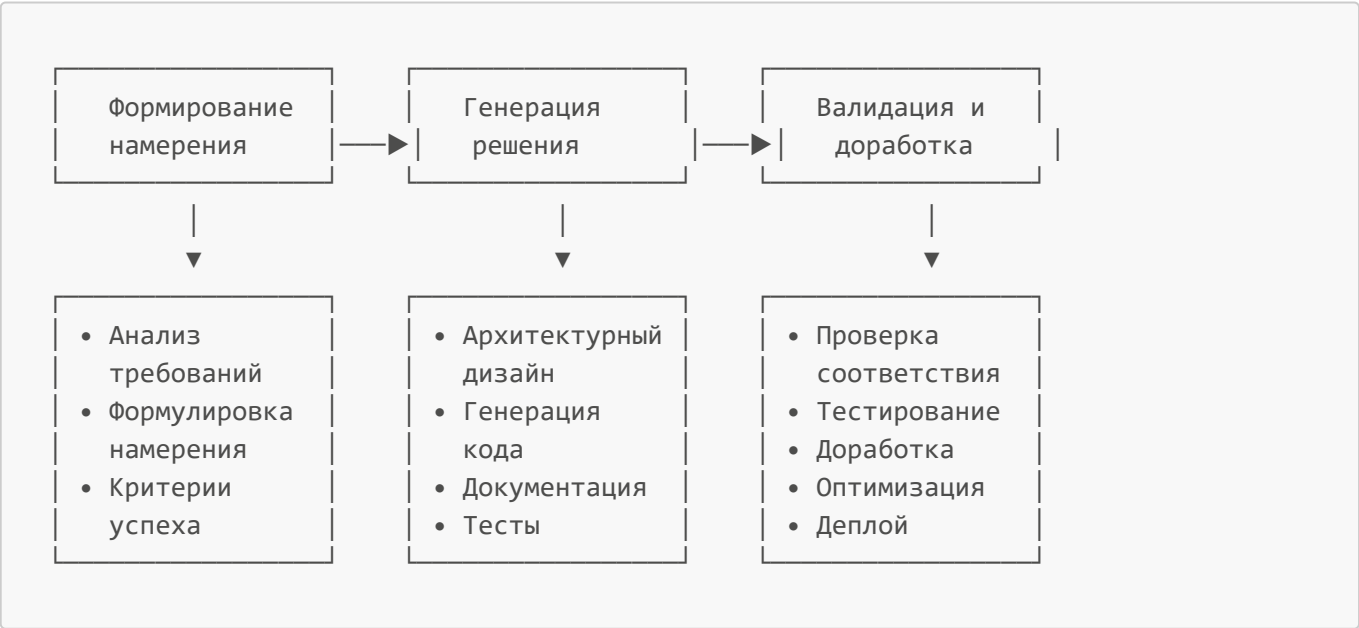 Формирование
намерения
Генерация
решения
Валидация и
доработка
• Анализ
требований
• Формулировка
намерения
• Критерии
успеха
• Архитектурный
дизайн
• Генерация
кода
• Документация
• Тесты
• Проверка
соответствия
• Тестирование
• Доработка
• Оптимизация
• Деплой